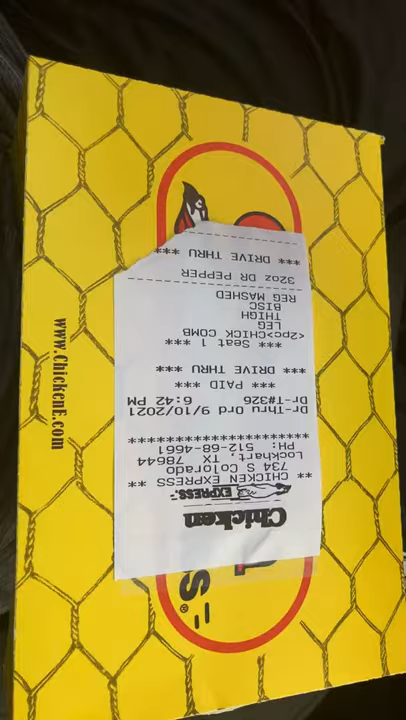 Chicken
EXPRESS
** CHICKEN EXPRESS **
734 S Colorado
Lockhart, TX 78644
PH: 512-68-4661
**********************************
Dr-Thru Ord 9/10/2021
Dr-T#326 6:42 PM
*** PAID ***
*** DRIVE THRU ***
*** Seat 1 ***
<2pc>CHICK COMB
LEG
THIGH
BISC
REG MASHED
32oz DR PEPPER
*** DRIVE THRU ***
www.ChickenE.com